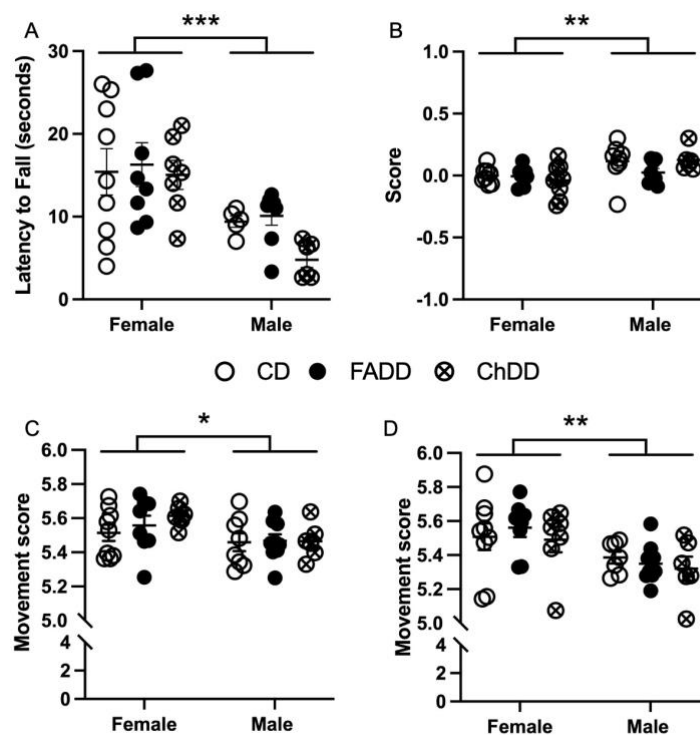 A
***
Latency to Fall (seconds)
30
20
10
0
Female Male
B
**
Score
1.0
0.5
0.0
-0.5
-1.0
Female Male
CD FADD ChDD
C
*
Movement score
6.0
5.8
5.6
5.4
5.2
5.0
4
2
0
Female Male
D
**
Movement score
6.0
5.8
5.6
5.4
5.2
5.0
4
2
0
Female Male